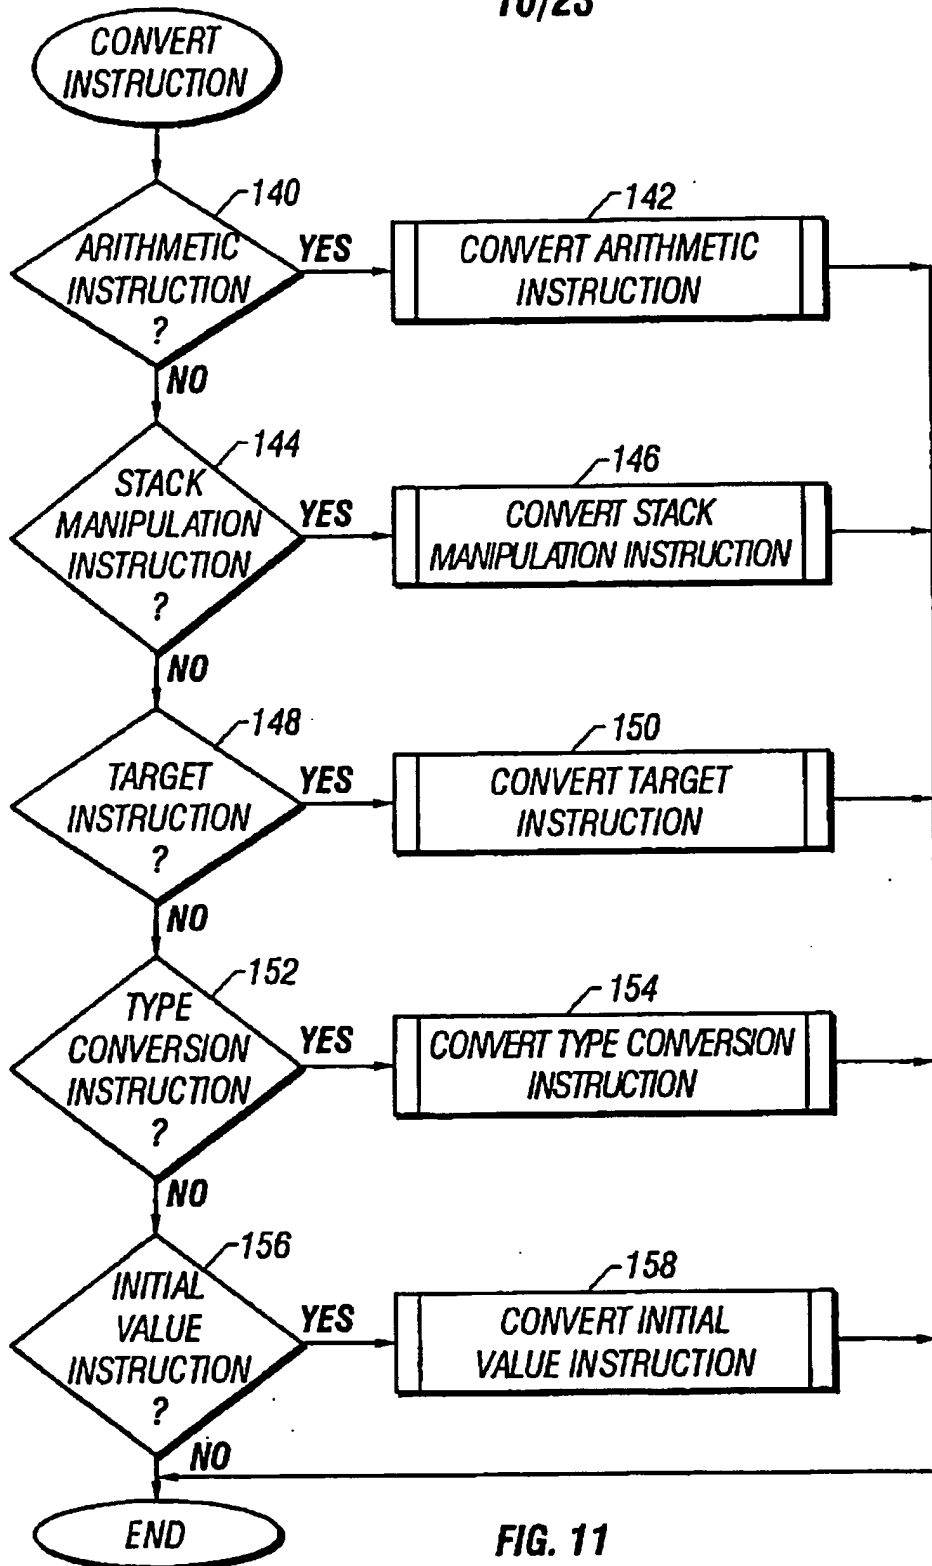 10/23
CONVERT
INSTRUCTION
140
ARITHMETIC
INSTRUCTION
?
YES
142
CONVERT ARITHMETIC
INSTRUCTION
NO
144
STACK
MANIPULATION
INSTRUCTION
?
YES
146
CONVERT STACK
MANIPULATION INSTRUCTION
NO
148
TARGET
INSTRUCTION
?
YES
150
CONVERT TARGET
INSTRUCTION
NO
152
TYPE
CONVERSION
INSTRUCTION
?
YES
154
CONVERT TYPE CONVERSION
INSTRUCTION
NO
156
INITIAL
VALUE
INSTRUCTION
?
YES
158
CONVERT INITIAL
VALUE INSTRUCTION
NO
END
FIG. 11